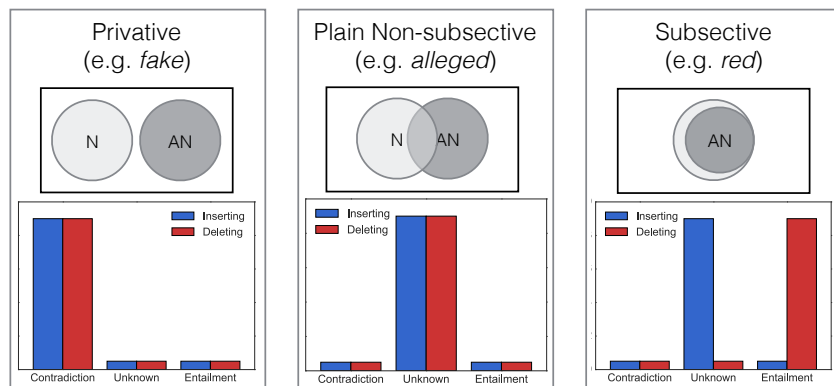 Privative
(e.g. fake)
N
AN
Inserting
Deleting
Contradiction
Unknown
Entailment
Plain Non-subsective
(e.g. alleged)
N
AN
Inserting
Deleting
Contradiction
Unknown
Entailment
Subsective
(e.g. red)
AN
Inserting
Deleting
Contradiction
Unknown
Entailment